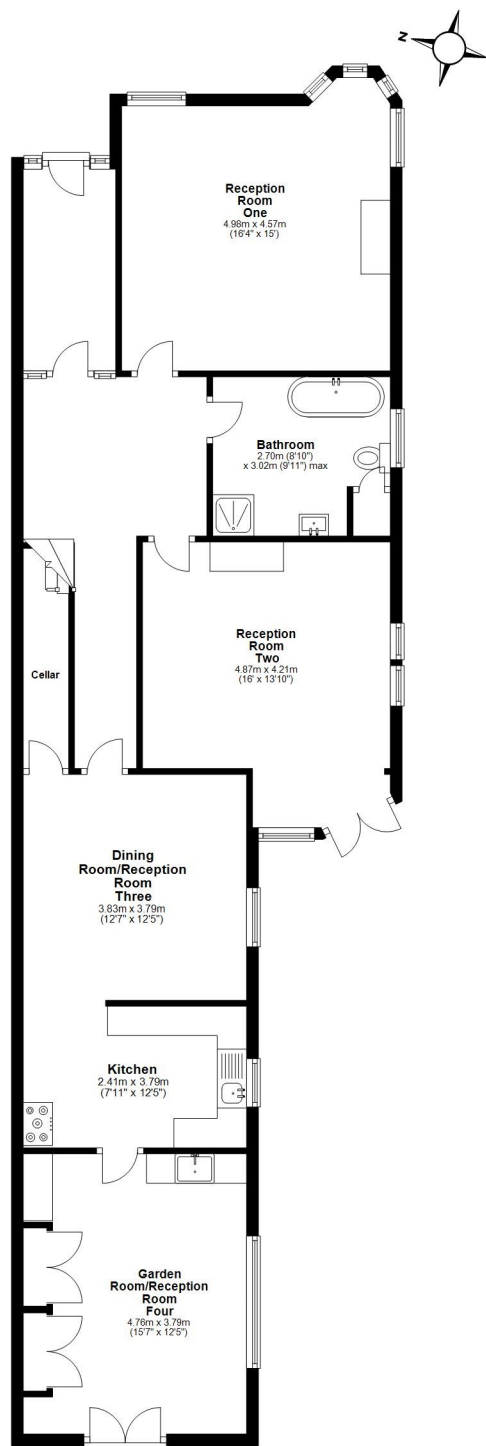 N
Reception
Room
One
4.98m x 4.57m
(16'4" x 15')
Bathroom
2.70m (8'10")
x 3.02m (9'11") max
Reception
Room
Two
4.87m x 4.21m
(16' x 13'10")
Cellar
Dining
Room/Reception
Room
Three
3.83m x 3.79m
(12'7" x 12'5")
Kitchen
2.41m x 3.79m
(7'11" x 12'5")
Garden
Room/Reception
Room
Four
4.76m x 3.79m
(15'7" x 12'5")